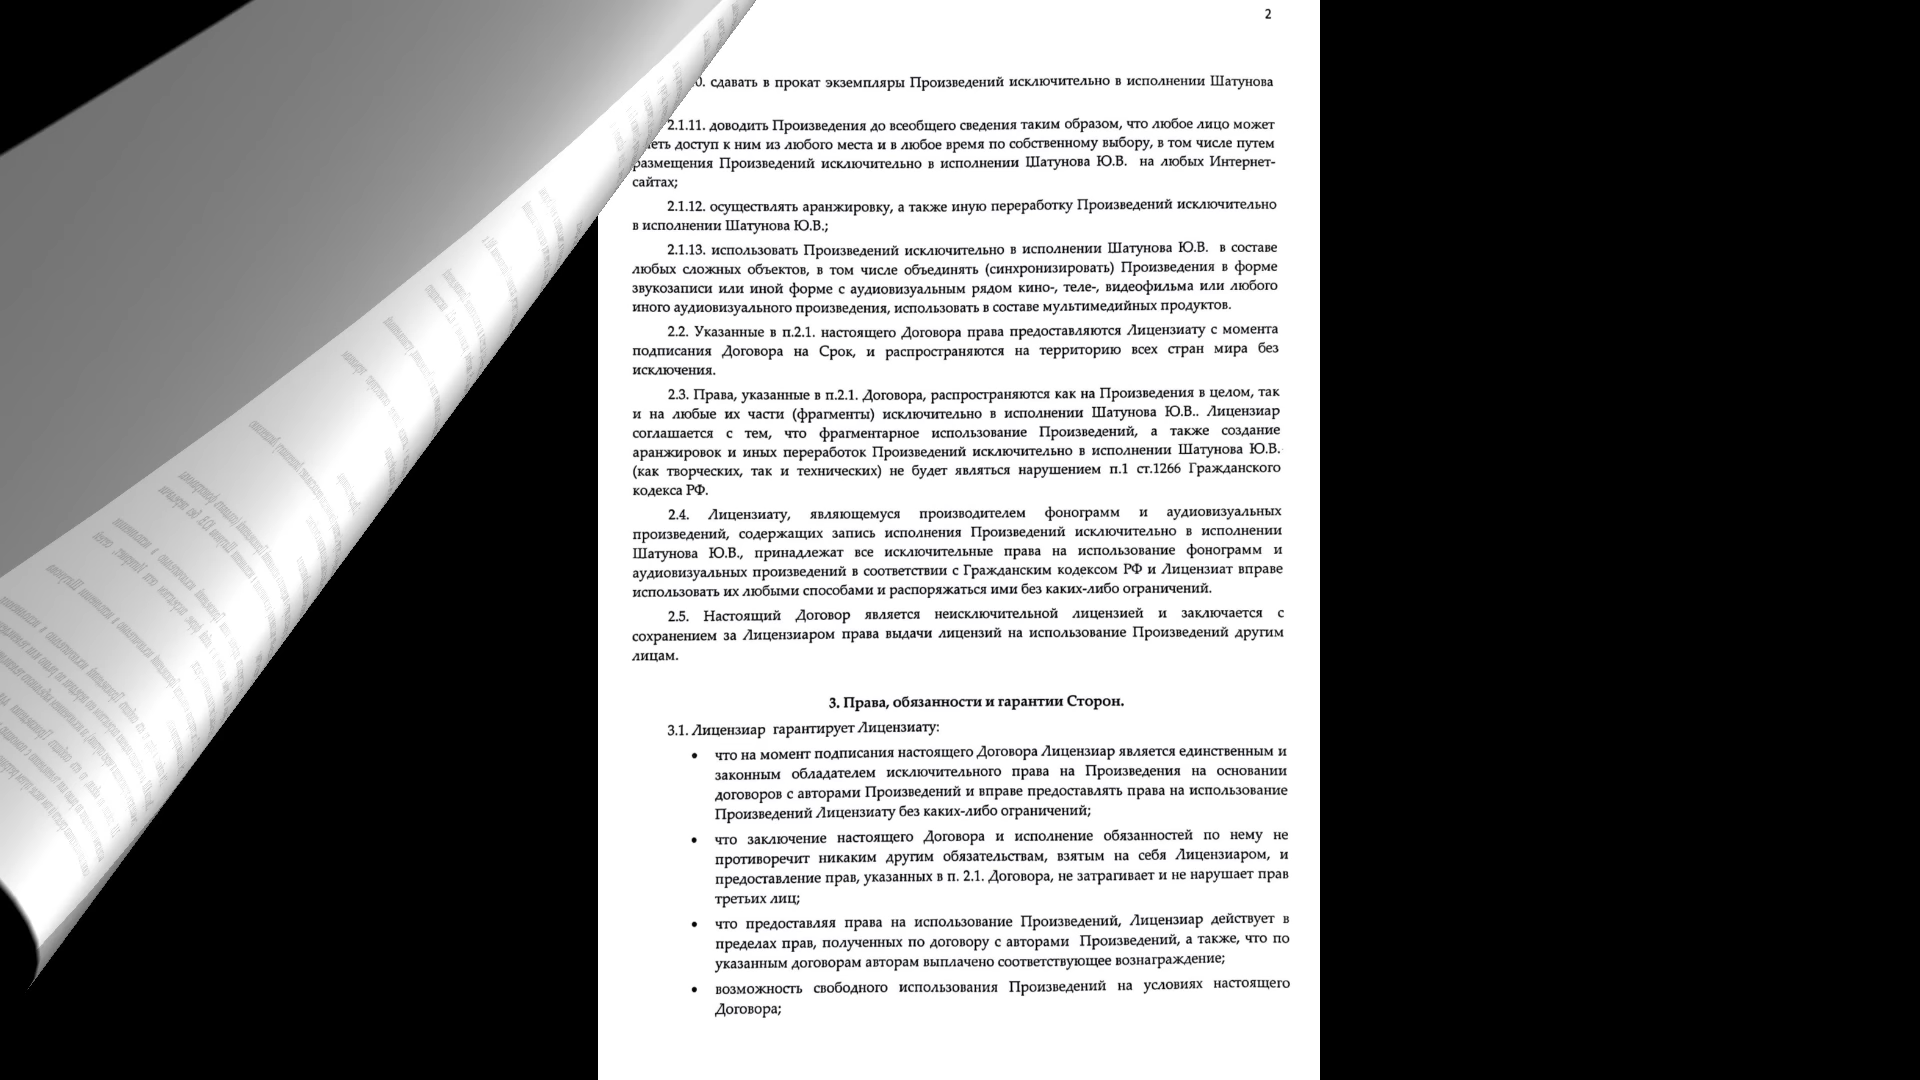 2
0. сдавать в прокат экземпляры Произведений исключительно в исполнении Шатунова
2.1.11. доводить Произведения до всеобщего сведения таким образом, что любое лицо может
доступ к ним из любого места и в любое время по собственному выбору, в том числе путем
размещения Произведений исключительно в исполнении Шатунова Ю.В. на любых Интернет-
сайтах;
2.1.12. осуществлять аранжировку, а также иную переработку Произведений исключительно
в исполнении Шатунова Ю.В.;
2.1.13. использовать Произведений исключительно в исполнении Шатунова Ю.В. в составе
любых сложных объектов, в том числе объединять (синхронизировать) Произведения в форме
звукозаписи или иной форме с аудиовизуальным рядом кино-, теле-, видеофильма или любого
иного аудиовизуального произведения, использовать в составе мультимедийных продуктов.
2.2. Указанные в п.2.1. настоящего Договора права предоставляются Лицензиату с момента
подписания Договора на Срок, и распространяются на территорию всех стран мира без
исключения.
2.3. Права, указанные в п.2.1. Договора, распространяются как на Произведения в целом, так
и на любые их части (фрагменты) исключительно в исполнении Шатунова Ю.В.. Лицензиар
соглашается с тем, что фрагментарное использование Произведений, а также создание
аранжировок и иных переработок Произведений исключительно в исполнении Шатунова Ю.В.
(как творческих, так и технических) не будет являться нарушением п.1 ст.1266 Гражданского
кодекса РФ.
2.4. Лицензиату, являющемуся производителем фонограмм и аудиовизуальных
произведений, содержащих запись исполнения Произведений исключительно в исполнении
Шатунова Ю.В., принадлежат все исключительные права на использование фонограмм и
аудиовизуальных произведений в соответствии с Гражданским кодексом РФ и Лицензиат вправе
использовать их любыми способами и распоряжаться ими без каких-либо ограничений.
2.5. Настоящий Договор является неисключительной лицензией и заключается с
сохранением за Лицензиаром права выдачи лицензий на использование Произведений другим
лицам.
3. Права, обязанности и гарантии Сторон.
3.1. Лицензиар гарантирует Лицензиату:
• что на момент подписания настоящего Договора Лицензиар является единственным и
законным обладателем исключительного права на Произведения на основании
договоров с авторами Произведений и вправе предоставлять права на использование
Произведений Лицензиату без каких-либо ограничений;
• что заключение настоящего Договора и исполнение обязанностей по нему не
противоречит никаким другим обязательствам, взятым на себя Лицензиаром, и
предоставление прав, указанных в п. 2.1. Договора, не затрагивает и не нарушает прав
третьих лиц;
• что предоставляя права на использование Произведений, Лицензиар действует в
пределах прав, полученных по договору с авторами Произведений, а также, что по
указанным договорам авторам выплачено соответствующее вознаграждение;
• возможность свободного использования Произведений на условиях настоящего
Договора;